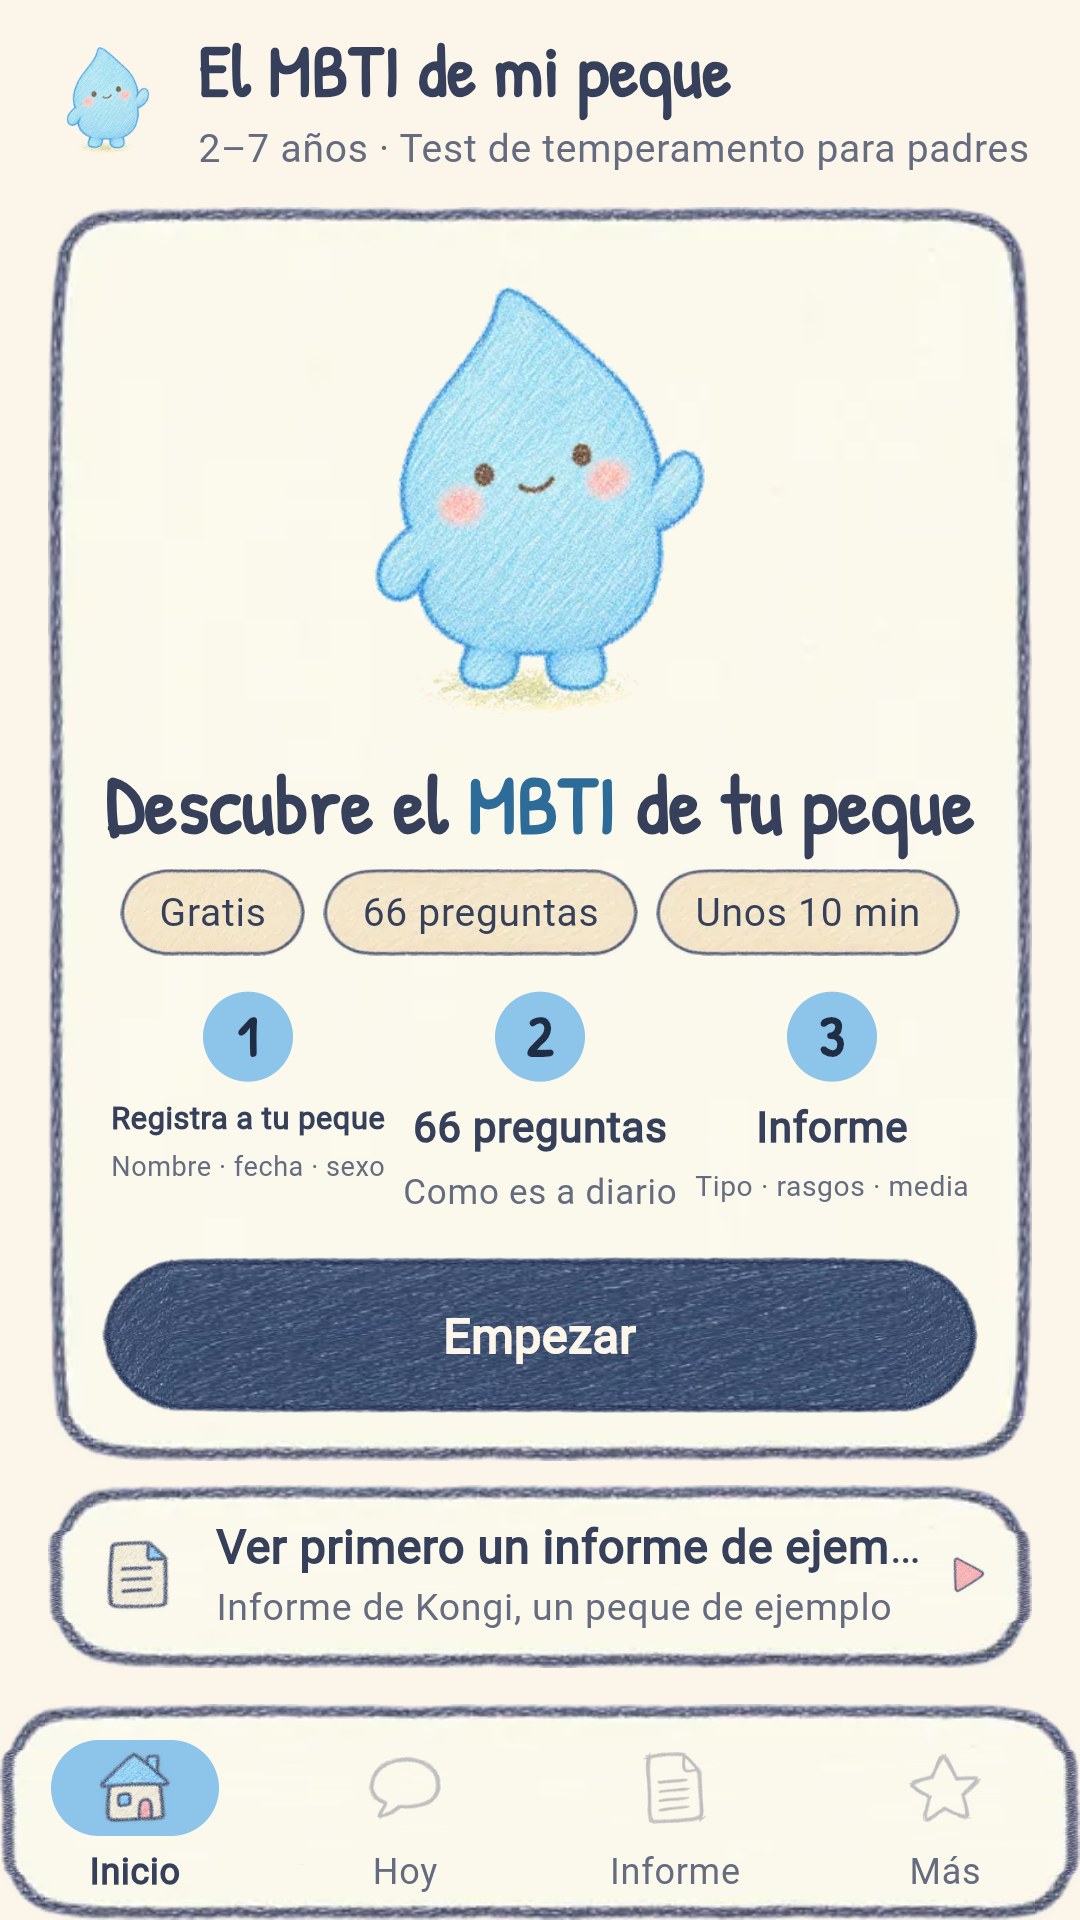 El MBTI de mi peque
2–7 años · Test de temperamento para padres
Descubre el MBTI de tu peque
Gratis
66 preguntas
Unos 10 min
1
2
3
Registra a tu peque
66 preguntas
Informe
Nombre · fecha · sexo
Como es a diario
Tipo · rasgos · media
Empezar
Ver primero un informe de ejem...
Informe de Kongi, un peque de ejemplo
Inicio
Hoy
Informe
Más